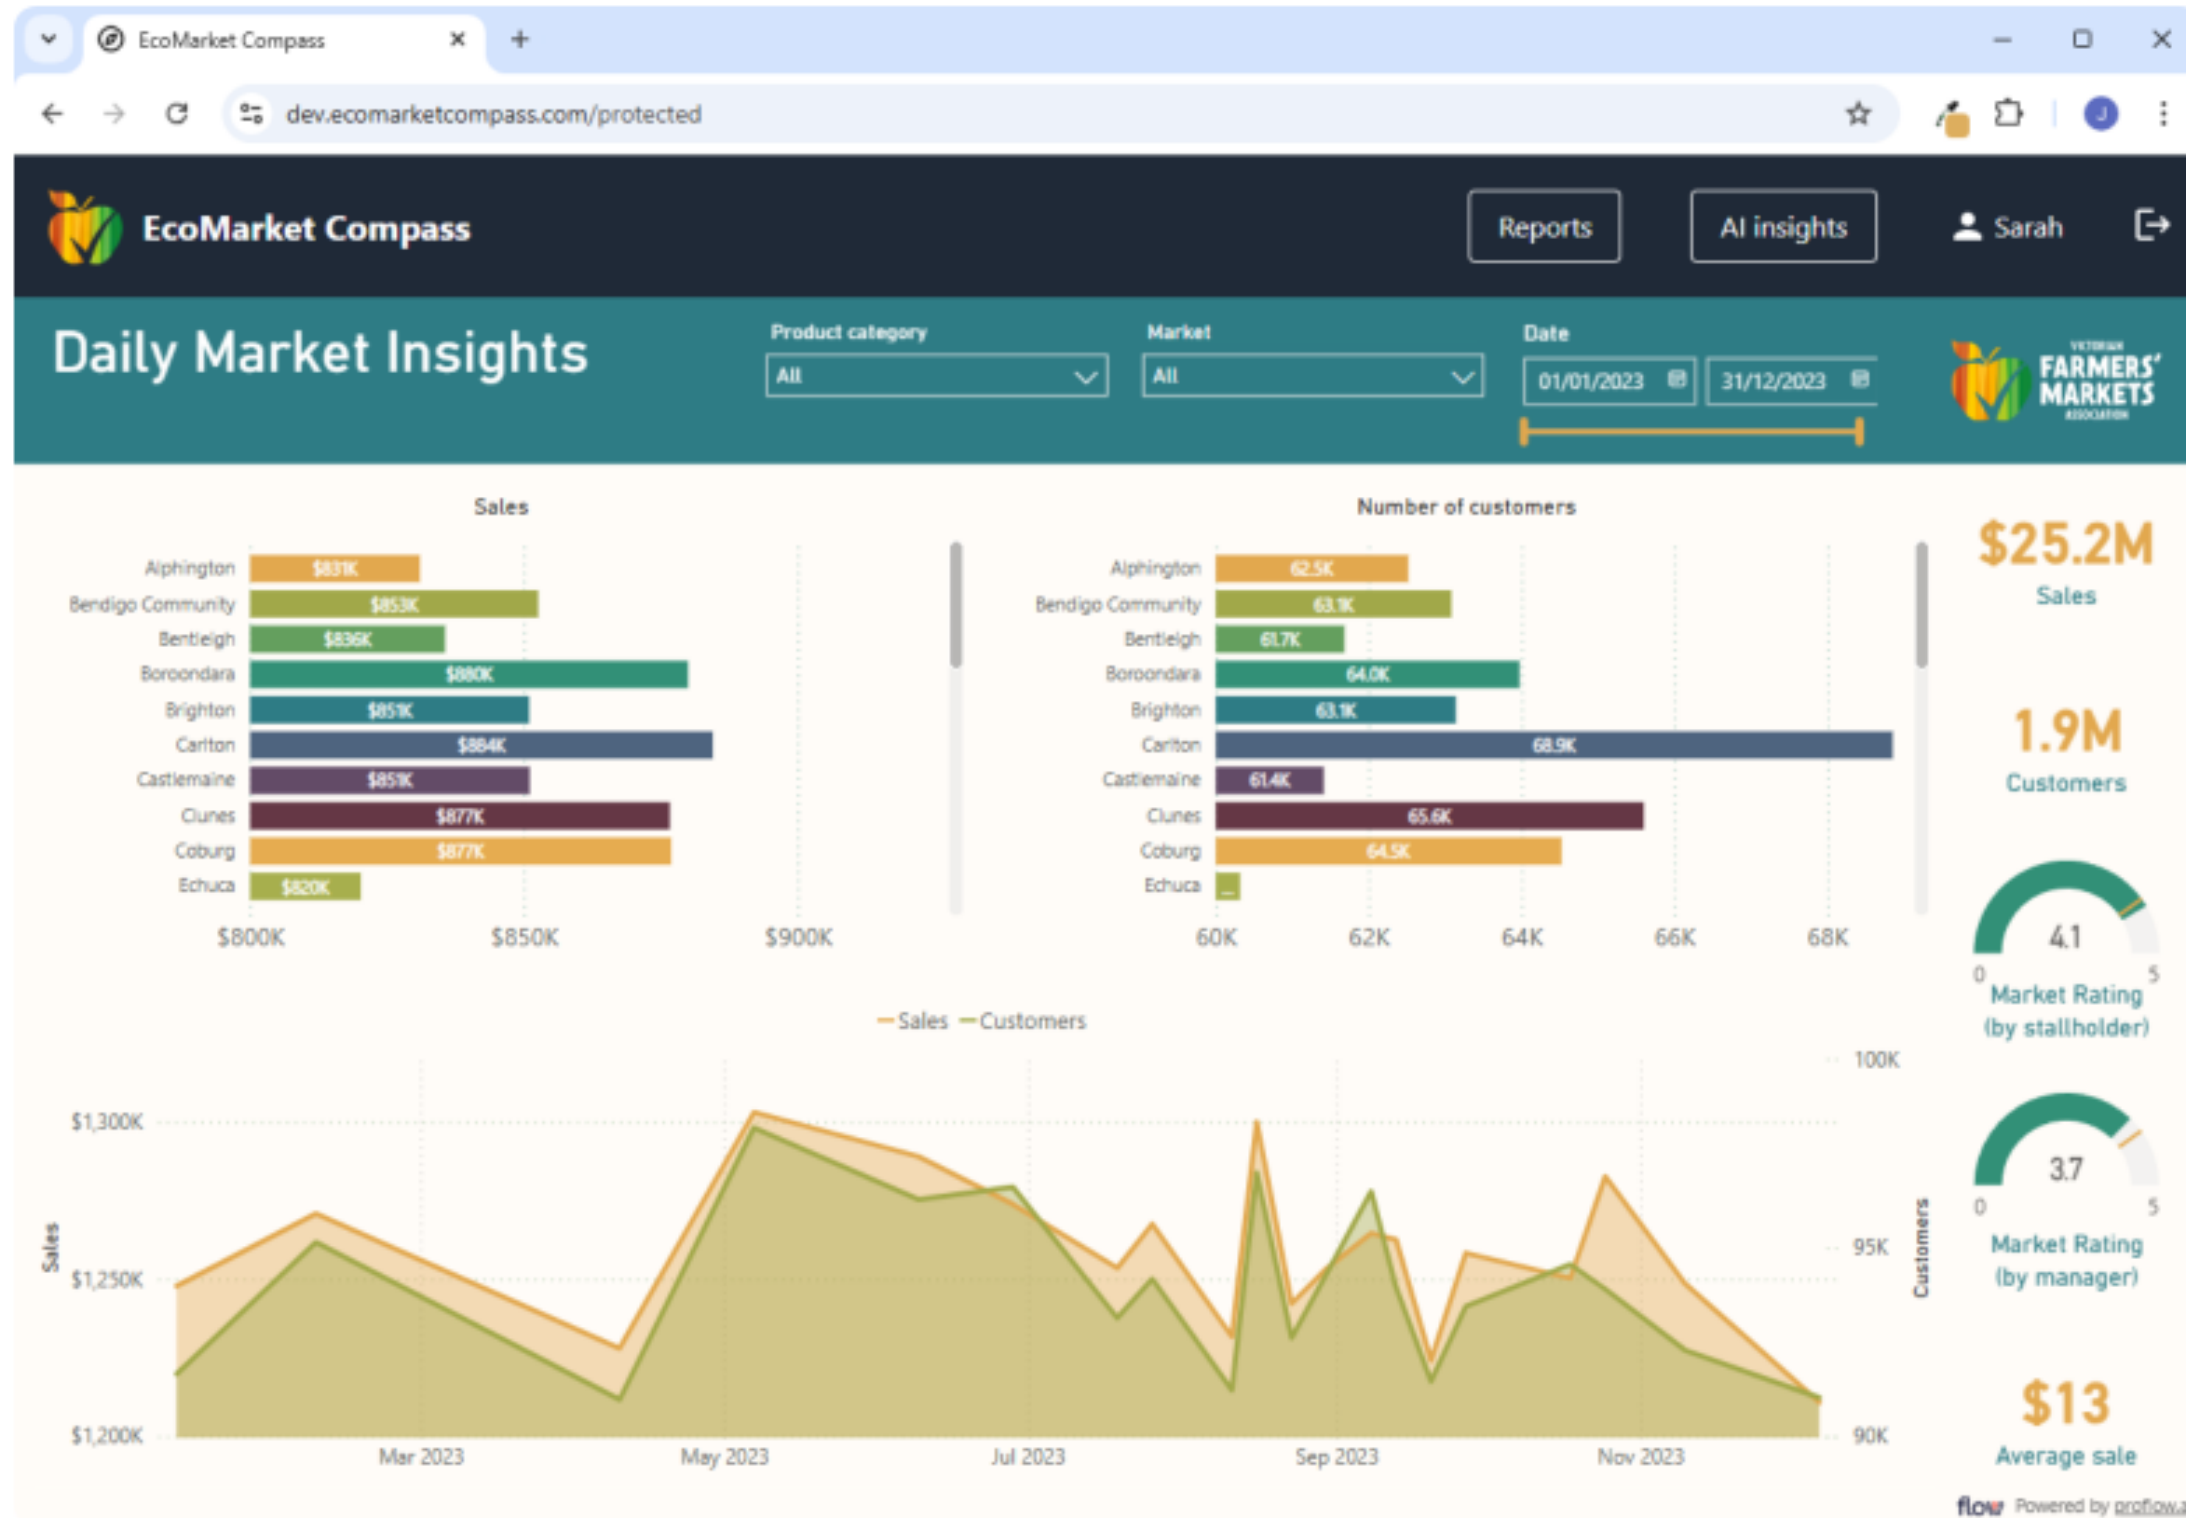 EcoMarket Compass
dev.ecomarketcompass.com/protected
J
EcoMarket Compass
Reports
AI insights
Sarah
Daily Market Insights
Product category
All
Market
All
Date
01/01/2023
31/12/2023
VICTORIAN
FARMERS'
MARKETS
ASSOCIATION
Sales
Alphington $831K
Bendigo Community $853K
Bentleigh $836K
Boroondara $880K
Brighton $851K
Carlton $884K
Castlemaine $851K
Clunes $877K
Coburg $877K
Echuca $820K
$800K $850K $900K
Number of customers
Alphington 62.5K
Bendigo Community 63.1K
Bentleigh 61.7K
Boroondara 64.0K
Brighton 63.1K
Carlton 68.9K
Castlemaine 61.4K
Clunes 65.6K
Coburg 64.5K
Echuca ...
60K 62K 64K 66K 68K
$25.2M
Sales
1.9M
Customers
4.1
0 5
Market Rating
(by stallholder)
3.7
0 5
Market Rating
(by manager)
$13
Average sale
Sales Customers
$1,300K
$1,250K
$1,200K
Sales
100K
95K
90K
Customers
Mar 2023 May 2023 Jul 2023 Sep 2023 Nov 2023
flow Powered by proflow.a